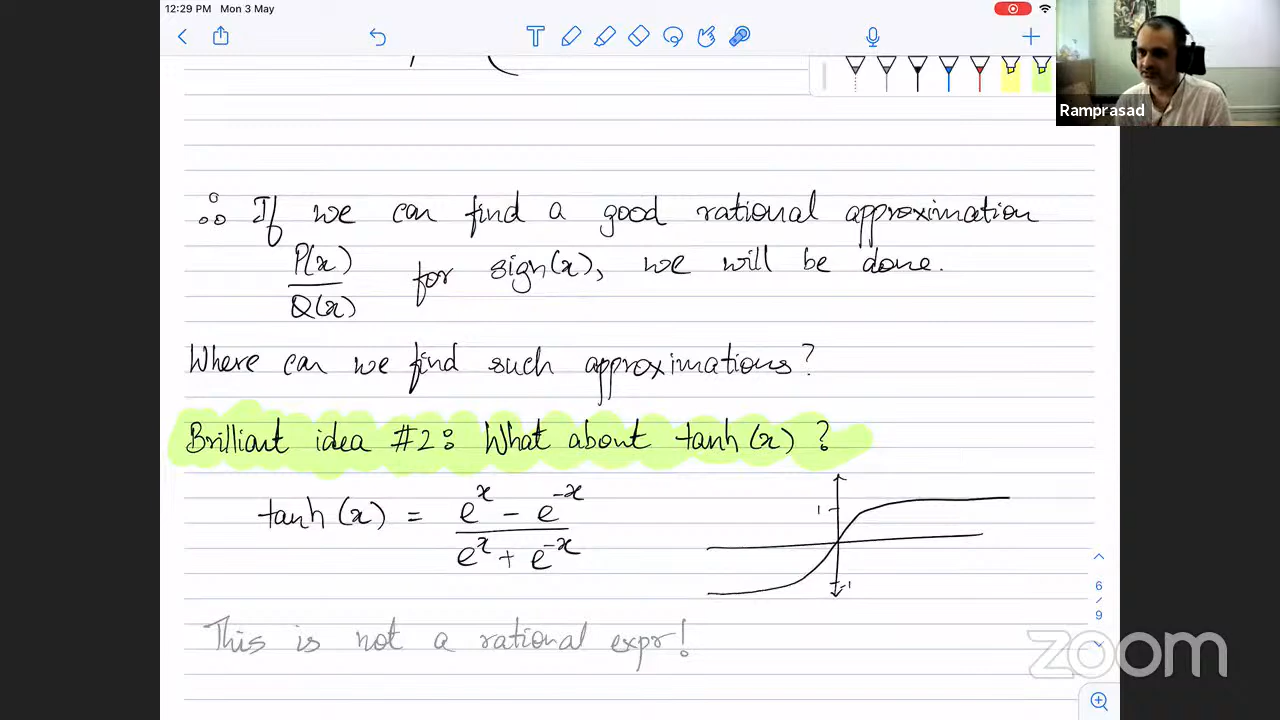 12:29 PM Mon 3 May
Ramprasad
∴ If we can find a good rational approximation
P(x)/Q(x) for sign(x), we will be done.
Where can we find such approximations?
Brilliant idea #2: What about tanh(x) ?
tanh(x) = e^x - e^-x / e^x + e^-x
1
-1
This is not a rational expr!
6
/
9
zoom